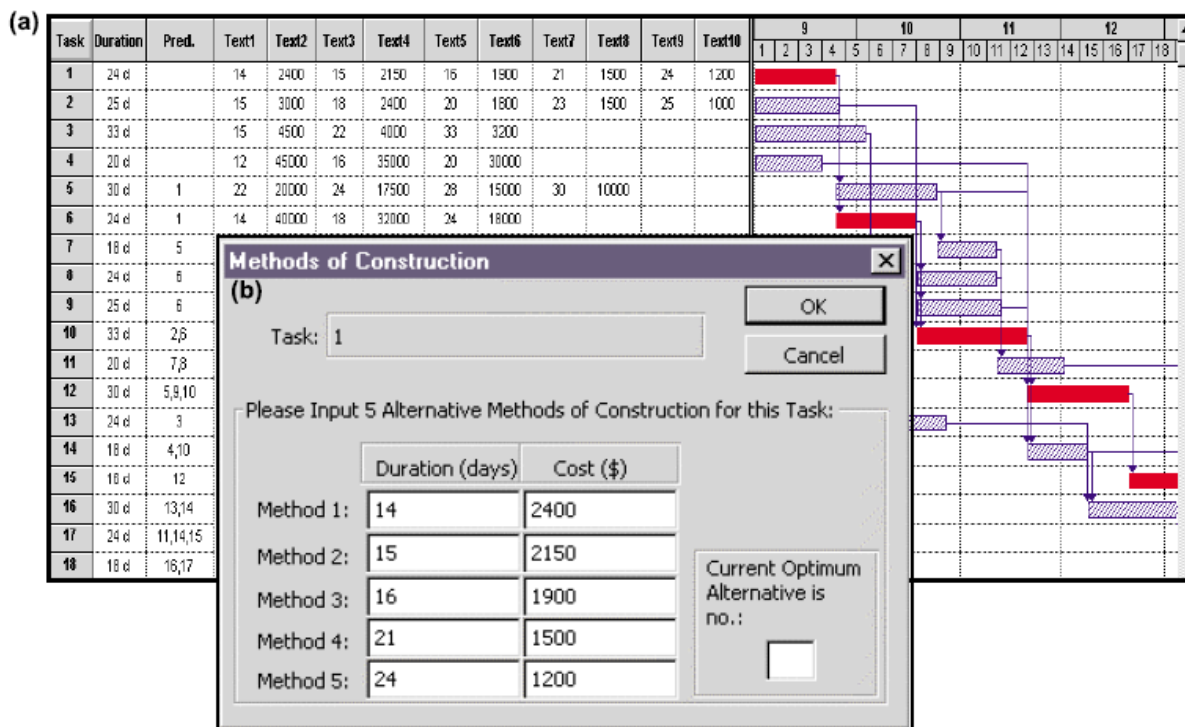 (a)
Task Duration Pred. Text1 Text2 Text3 Text4 Text5 Text6 Text7 Text8 Text9 Text10 9 10 11 12
1 2 3 4 5 6 7 8 9 10 11 12 13 14 15 16 17 18
1 24 d 14 2400 15 2150 16 1900 21 1500 24 1200
2 25 d 15 3000 18 2400 20 1800 23 1500 25 1000
3 33 d 15 4500 22 4000 33 3200
4 20 d 12 45000 16 35000 20 30000
5 30 d 1 22 20000 24 17500 28 15000 30 10000
6 24 d 1 14 40000 18 32000 24 18000
7 18 d 5
8 24 d 6
9 25 d 6
10 33 d 2,6
11 20 d 7,8
12 30 d 5,9,10
13 24 d 3
14 18 d 4,10
15 16 d 12
16 30 d 13,14
17 24 d 11,14,15
18 18 d 16,17
Methods of Construction
(b)
OK
Task: 1
Cancel
Please Input 5 Alternative Methods of Construction for this Task:
Duration (days) Cost ($)
Method 1: 14 2400
Method 2: 15 2150
Method 3: 16 1900
Method 4: 21 1500
Method 5: 24 1200
Current Optimum
Alternative is
no.: